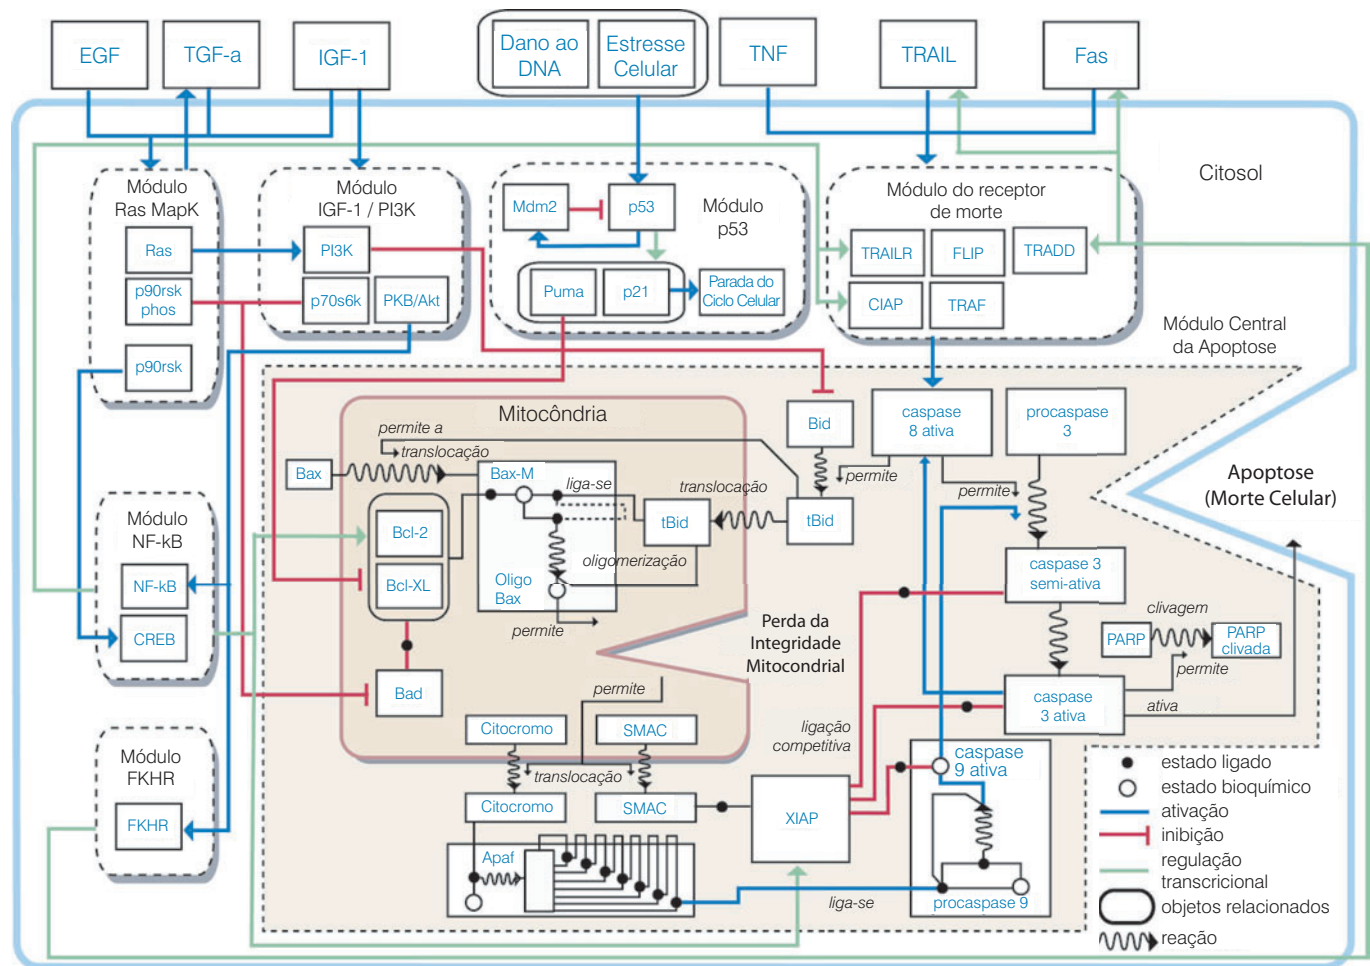 EGF
TGF-a
IGF-1
Dano ao
DNA
Estresse
Celular
TNF
TRAIL
Fas
Citosol
Módulo
Ras MapK
Ras
p90rsk
phos
p90rsk
Módulo
IGF-1 / PI3K
PI3K
p70s6k
PKB/Akt
Mdm2
p53
Módulo
p53
Puma
p21
Parada do
Ciclo Celular
Módulo do receptor
de morte
TRAILR
FLIP
TRADD
CIAP
TRAF
Módulo Central
da Apoptose
Mitocôndria
permite a
translocação
Bax
Bax-M
liga-se
translocação
tBid
oligomerização
Oligo
Bax
permite
Bcl-2
Bcl-XL
Bad
Bid
tBid
permite
caspase
8 ativa
procaspase
3
permite
caspase 3
semi-ativa
caspase
3 ativa
clivagem
PARP
PARP
clivada
permite
ativa
Apoptose
(Morte Celular)
Módulo
NF-kB
NF-kB
CREB
Módulo
FKHR
FKHR
Perda da
Integridade
Mitocondrial
permite
Citocromo
SMAC
translocação
Citocromo
SMAC
ligação
competitiva
XIAP
caspase
9 ativa
procaspase 9
liga-se
Apaf
estado ligado
estado bioquímico
ativação
inibição
regulação
transcricional
objetos relacionados
reação